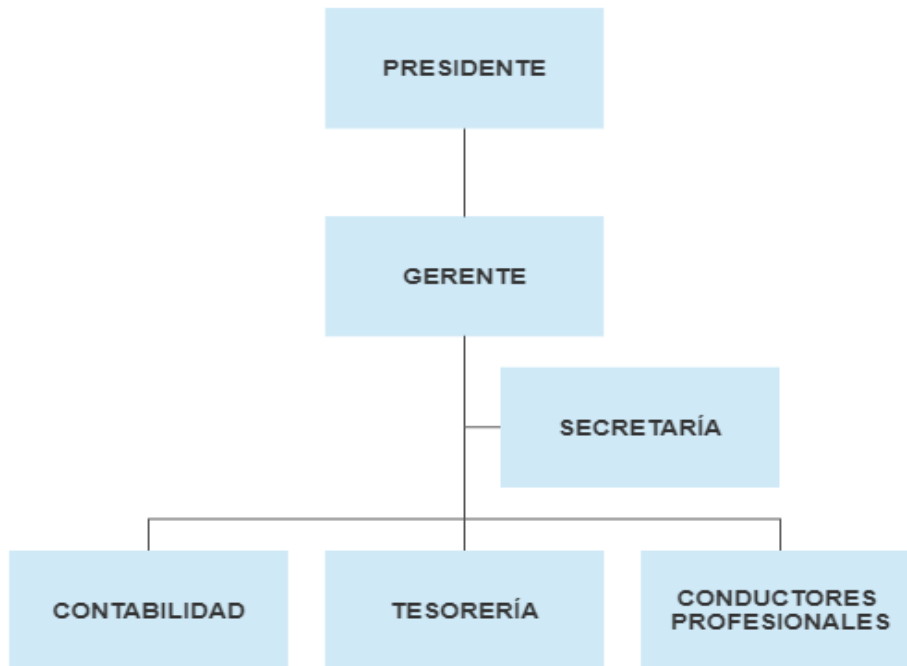 PRESIDENTE
GERENTE
SECRETARÍA
CONTABILIDAD
TESORERÍA
CONDUCTORES
PROFESIONALES